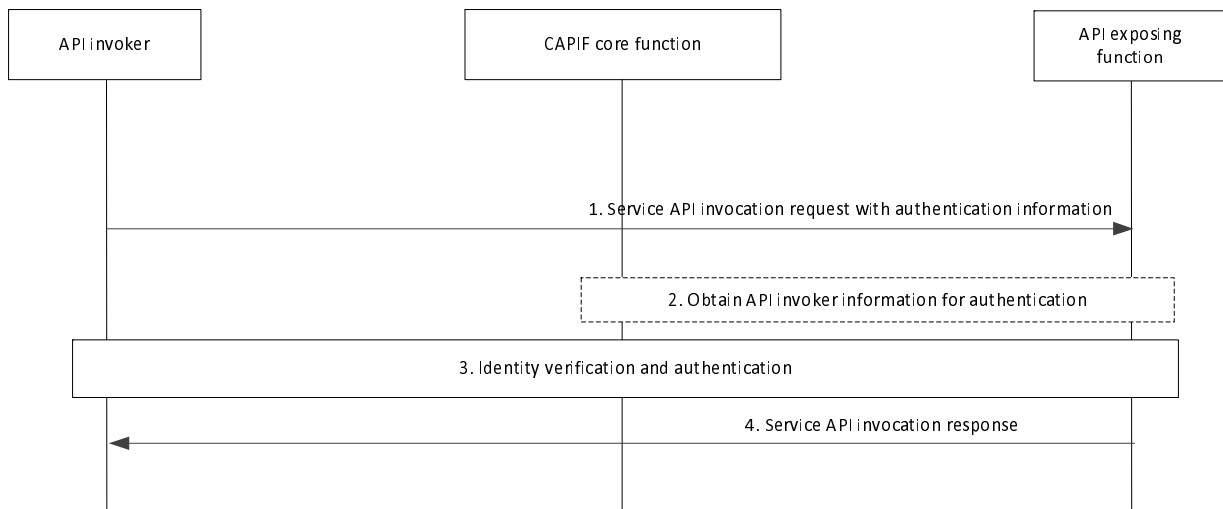 API invoker
CAPIF core function
API exposing
function
1. Service API invocation request with authentication information
2. Obtain API invoker information for authentication
3. Identity verification and authentication
4. Service API invocation response